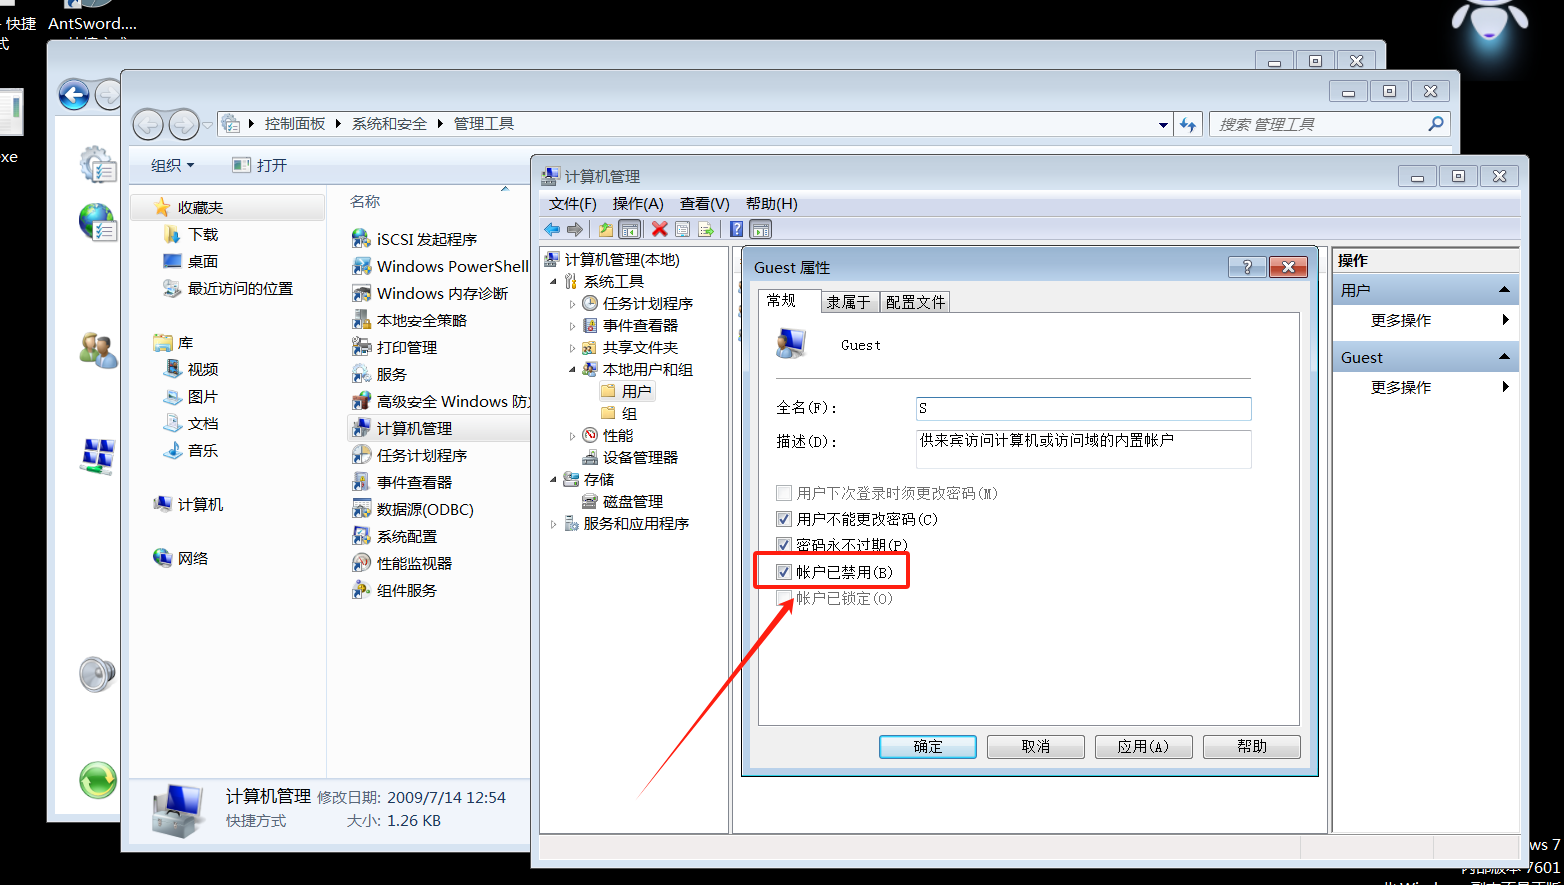 快捷
式
AntSword....
exe
控制面板
系统和安全
管理工具
搜索 管理工具
组织
打开
收藏夹
下载
桌面
最近访问的位置
库
视频
图片
文档
音乐
计算机
网络
名称
iSCSI 发起程序
Windows PowerShell
Windows 内存诊断
本地安全策略
打印管理
服务
高级安全 Windows 防
计算机管理
任务计划程序
事件查看器
数据源(ODBC)
系统配置
性能监视器
组件服务
计算机管理 修改日期: 2009/7/14 12:54
快捷方式 大小: 1.26 KB
计算机管理
文件(F) 操作(A) 查看(V) 帮助(H)
计算机管理(本地)
系统工具
任务计划程序
事件查看器
共享文件夹
本地用户和组
用户
组
性能
设备管理器
存储
磁盘管理
服务和应用程序
Guest 属性
常规 隶属于 配置文件
Guest
全名(F): S
描述(D): 供来宾访问计算机或访问域的内置帐户
用户下次登录时须更改密码(M)
用户不能更改密码(C)
密码永不过期(P)
帐户已禁用(B)
帐户已锁定(O)
确定 取消 应用(A) 帮助
操作
用户
更多操作
Guest
更多操作
ws 7
内部版本 7601